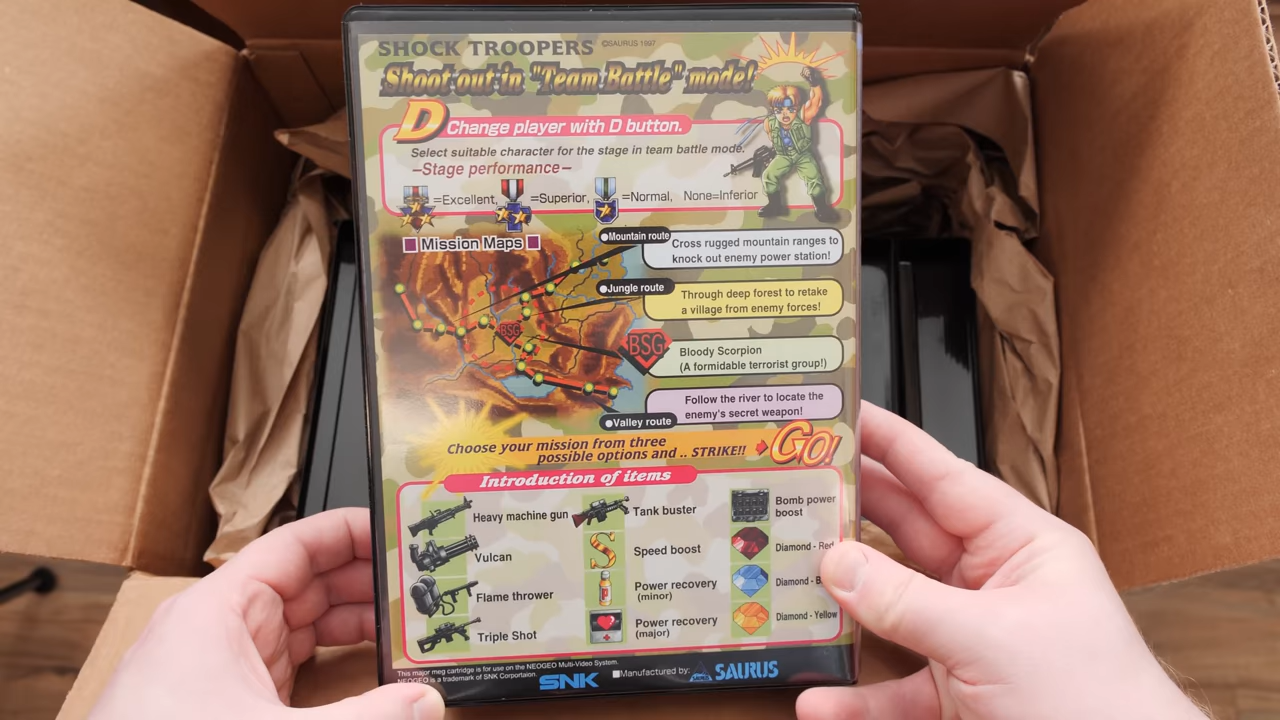 SHOCK TROOPERS ©SAURUS 1997
Shoot out in "Team Battle" mode!
D Change player with D button.
Select suitable character for the stage in team battle mode.
–Stage performance–
=Excellent, =Superior, =Normal, None=Inferior
■ Mission Maps ■
●Mountain route
Cross rugged mountain ranges to
knock out enemy power station!
●Jungle route
Through deep forest to retake
a village from enemy forces!
BSG
BSG
Bloody Scorpion
(A formidable terrorist group!)
Follow the river to locate the
enemy's secret weapon!
●Valley route
Choose your mission from three
possible options and .. STRIKE!! GO!
Introduction of items
Heavy machine gun
Vulcan
Flame thrower
Triple Shot
Tank buster
Speed boost
Power recovery
(minor)
Power recovery
(major)
Bomb power
boost
Diamond - Red
Diamond - B
Diamond - Yellow
This major meg cartridge is for use on the NEOGEO Multi-Video System.
NEOGEO is a trademark of SNK Corportaion.
SNK
■Manufactured by: SAURUS